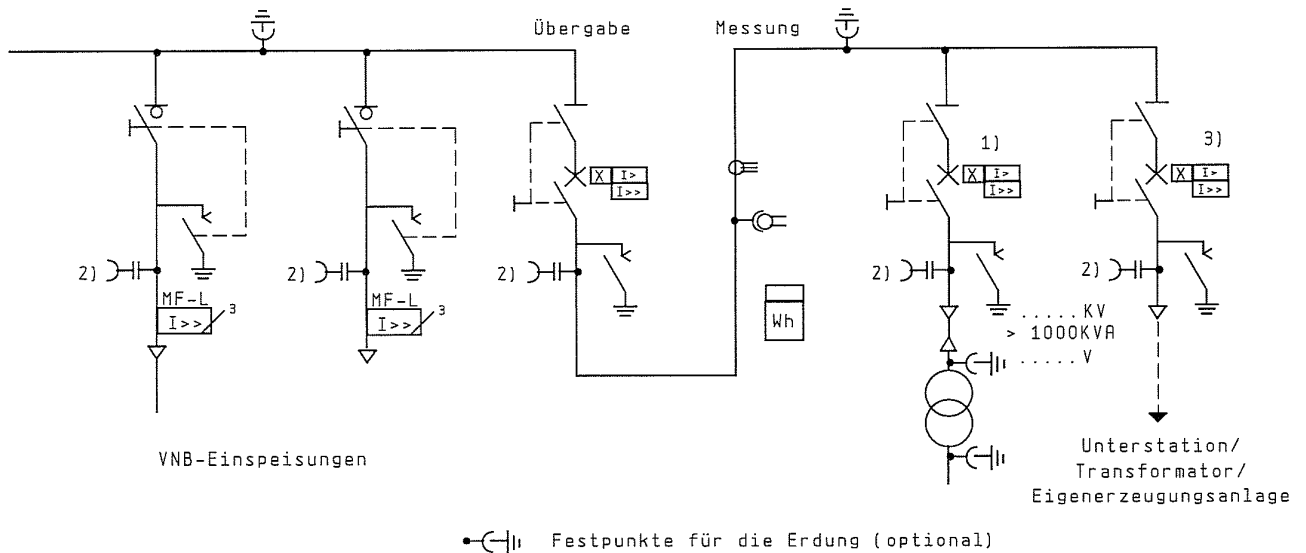 Übergabe
Messung
1)
3)
X I>
I>>
X I>
I>>
X I>
I>>
2)
2)
2)
2)
2)
MF-L
I>> 3
MF-L
I>> 3
Wh
.....KV
> 1000KVA
.....V
VNB-Einspeisungen
Unterstation/
Transformator/
Eigenerzeugungsanlage
Festpunkte für die Erdung (optional)